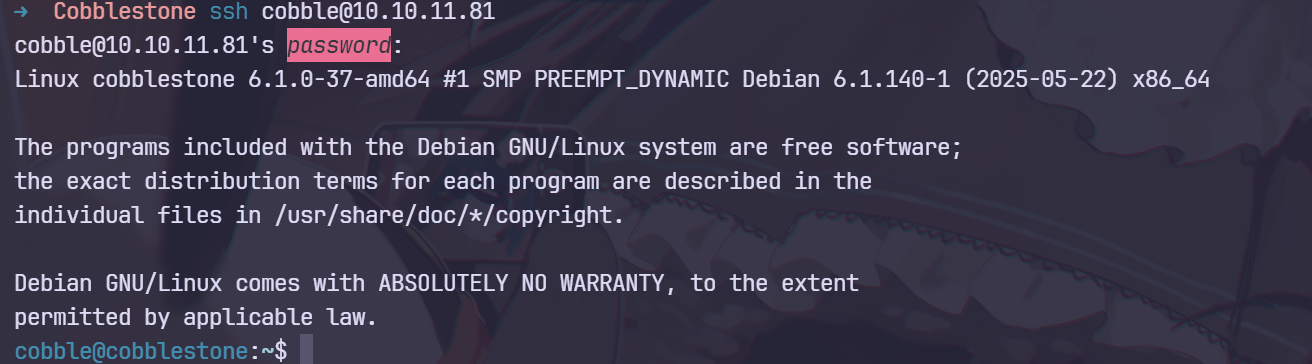 → Cobblestone ssh cobble@10.10.11.81
cobble@10.10.11.81's password:
Linux cobblestone 6.1.0-37-amd64 #1 SMP PREEMPT_DYNAMIC Debian 6.1.140-1 (2025-05-22) x86_64
The programs included with the Debian GNU/Linux system are free software;
the exact distribution terms for each program are described in the
individual files in /usr/share/doc/*/copyright.
Debian GNU/Linux comes with ABSOLUTELY NO WARRANTY, to the extent
permitted by applicable law.
cobble@cobblestone:~$